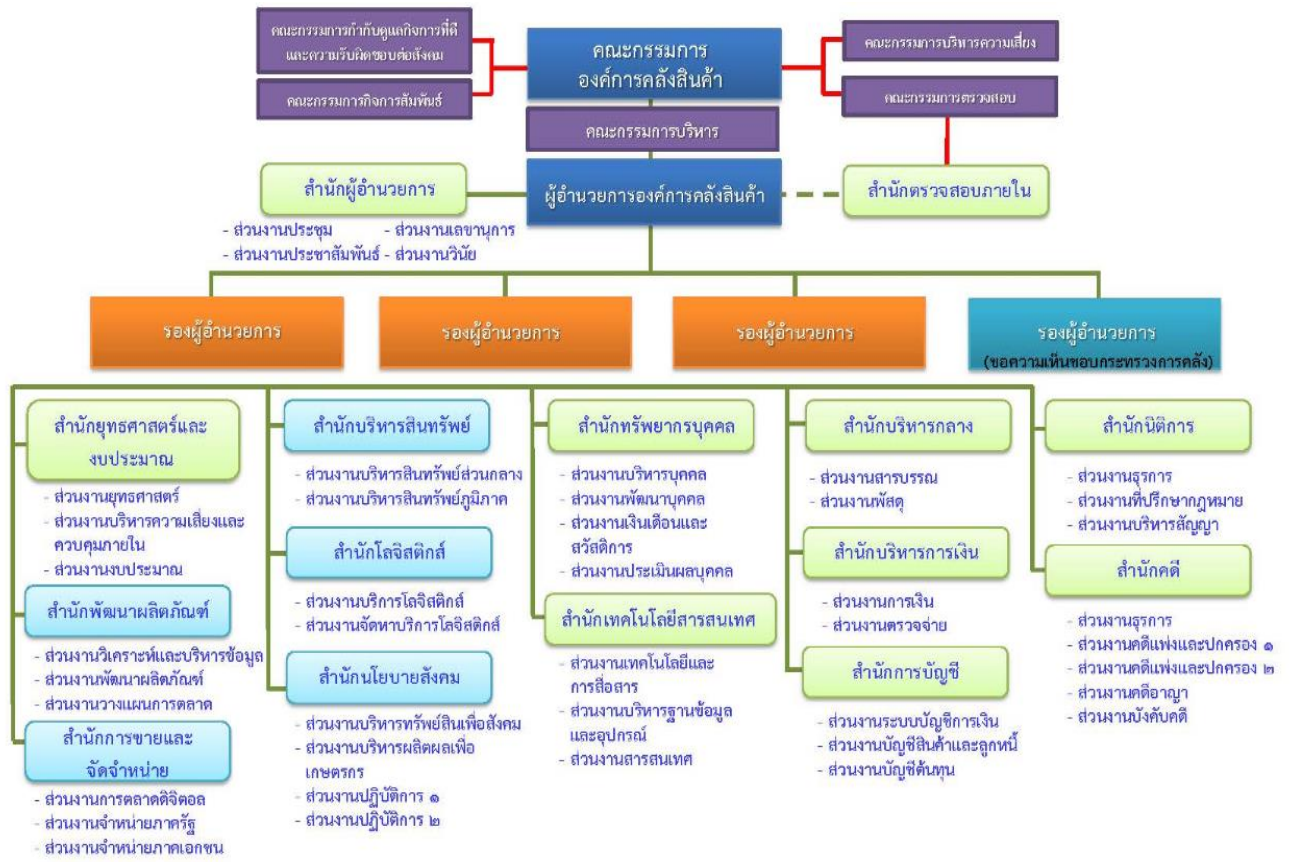 คณะกรรมการกำกับดูแลกิจการที่ดี
และความรับผิดชอบต่อสังคม
คณะกรรมการกิจการสัมพันธ์
คณะกรรมการ
องค์การคลังสินค้า
คณะกรรมการบริหารความเสี่ยง
คณะกรรมการตรวจสอบ
คณะกรรมการบริหาร
สำนักผู้อำนวยการ
ผู้อำนวยการองค์การคลังสินค้า
สำนักตรวจสอบภายใน
- ส่วนงานประชุม - ส่วนงานเลขานุการ
- ส่วนงานประชาสัมพันธ์ - ส่วนงานวินัย
รองผู้อำนวยการ
รองผู้อำนวยการ
รองผู้อำนวยการ
รองผู้อำนวยการ
(ขอความเห็นชอบกระทรวงการคลัง)
สำนักยุทธศาสตร์และ
งบประมาณ
- ส่วนงานยุทธศาสตร์
- ส่วนงานบริหารความเสี่ยงและ
ควบคุมภายใน
- ส่วนงานงบประมาณ
สำนักพัฒนาผลิตภัณฑ์
- ส่วนงานวิเคราะห์และบริหารข้อมูล
- ส่วนงานพัฒนาผลิตภัณฑ์
- ส่วนงานวางแผนการตลาด
สำนักการขายและ
จัดจำหน่าย
- ส่วนงานการตลาดดิจิตอล
- ส่วนงานจำหน่ายภาครัฐ
- ส่วนงานจำหน่ายภาคเอกชน
สำนักบริหารสินทรัพย์
- ส่วนงานบริหารสินทรัพย์ส่วนกลาง
- ส่วนงานบริหารสินทรัพย์ภูมิภาค
สำนักโลจิสติกส์
- ส่วนงานบริการโลจิสติกส์
- ส่วนงานจัดหาบริการโลจิสติกส์
สำนักนโยบายสังคม
- ส่วนงานบริหารทรัพย์สินเพื่อสังคม
- ส่วนงานบริหารผลิตผลเพื่อ
เกษตรกร
- ส่วนงานปฏิบัติการ ๑
- ส่วนงานปฏิบัติการ ๒
สำนักทรัพยากรบุคคล
- ส่วนงานบริหารบุคคล
- ส่วนงานพัฒนาบุคคล
- ส่วนงานเงินเดือนและ
สวัสดิการ
- ส่วนงานประเมินผลบุคคล
สำนักเทคโนโลยีสารสนเทศ
- ส่วนงานเทคโนโลยีและ
การสื่อสาร
- ส่วนงานบริหารฐานข้อมูล
และอุปกรณ์
- ส่วนงานสารสนเทศ
สำนักบริหารกลาง
- ส่วนงานสารบรรณ
- ส่วนงานพัสดุ
สำนักบริหารการเงิน
- ส่วนงานการเงิน
- ส่วนงานตรวจจ่าย
สำนักการบัญชี
- ส่วนงานระบบบัญชีการเงิน
- ส่วนงานบัญชีสินค้าและลูกหนี้
- ส่วนงานบัญชีต้นทุน
สำนักนิติการ
- ส่วนงานธุรการ
- ส่วนงานที่ปรึกษากฎหมาย
- ส่วนงานบริหารสัญญา
สำนักคดี
- ส่วนงานธุรการ
- ส่วนงานคดีแพ่งและปกครอง ๑
- ส่วนงานคดีแพ่งและปกครอง ๒
- ส่วนงานคดีอาญา
- ส่วนงานบังคับคดี